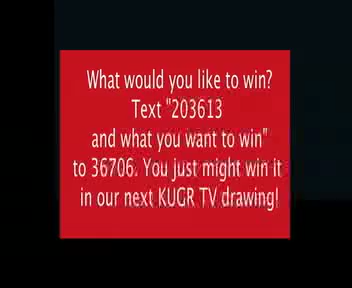 What would you like to win?
Text "203613
and what you want to win"
to 36706. You just might win it
in our next KUGR TV drawing!